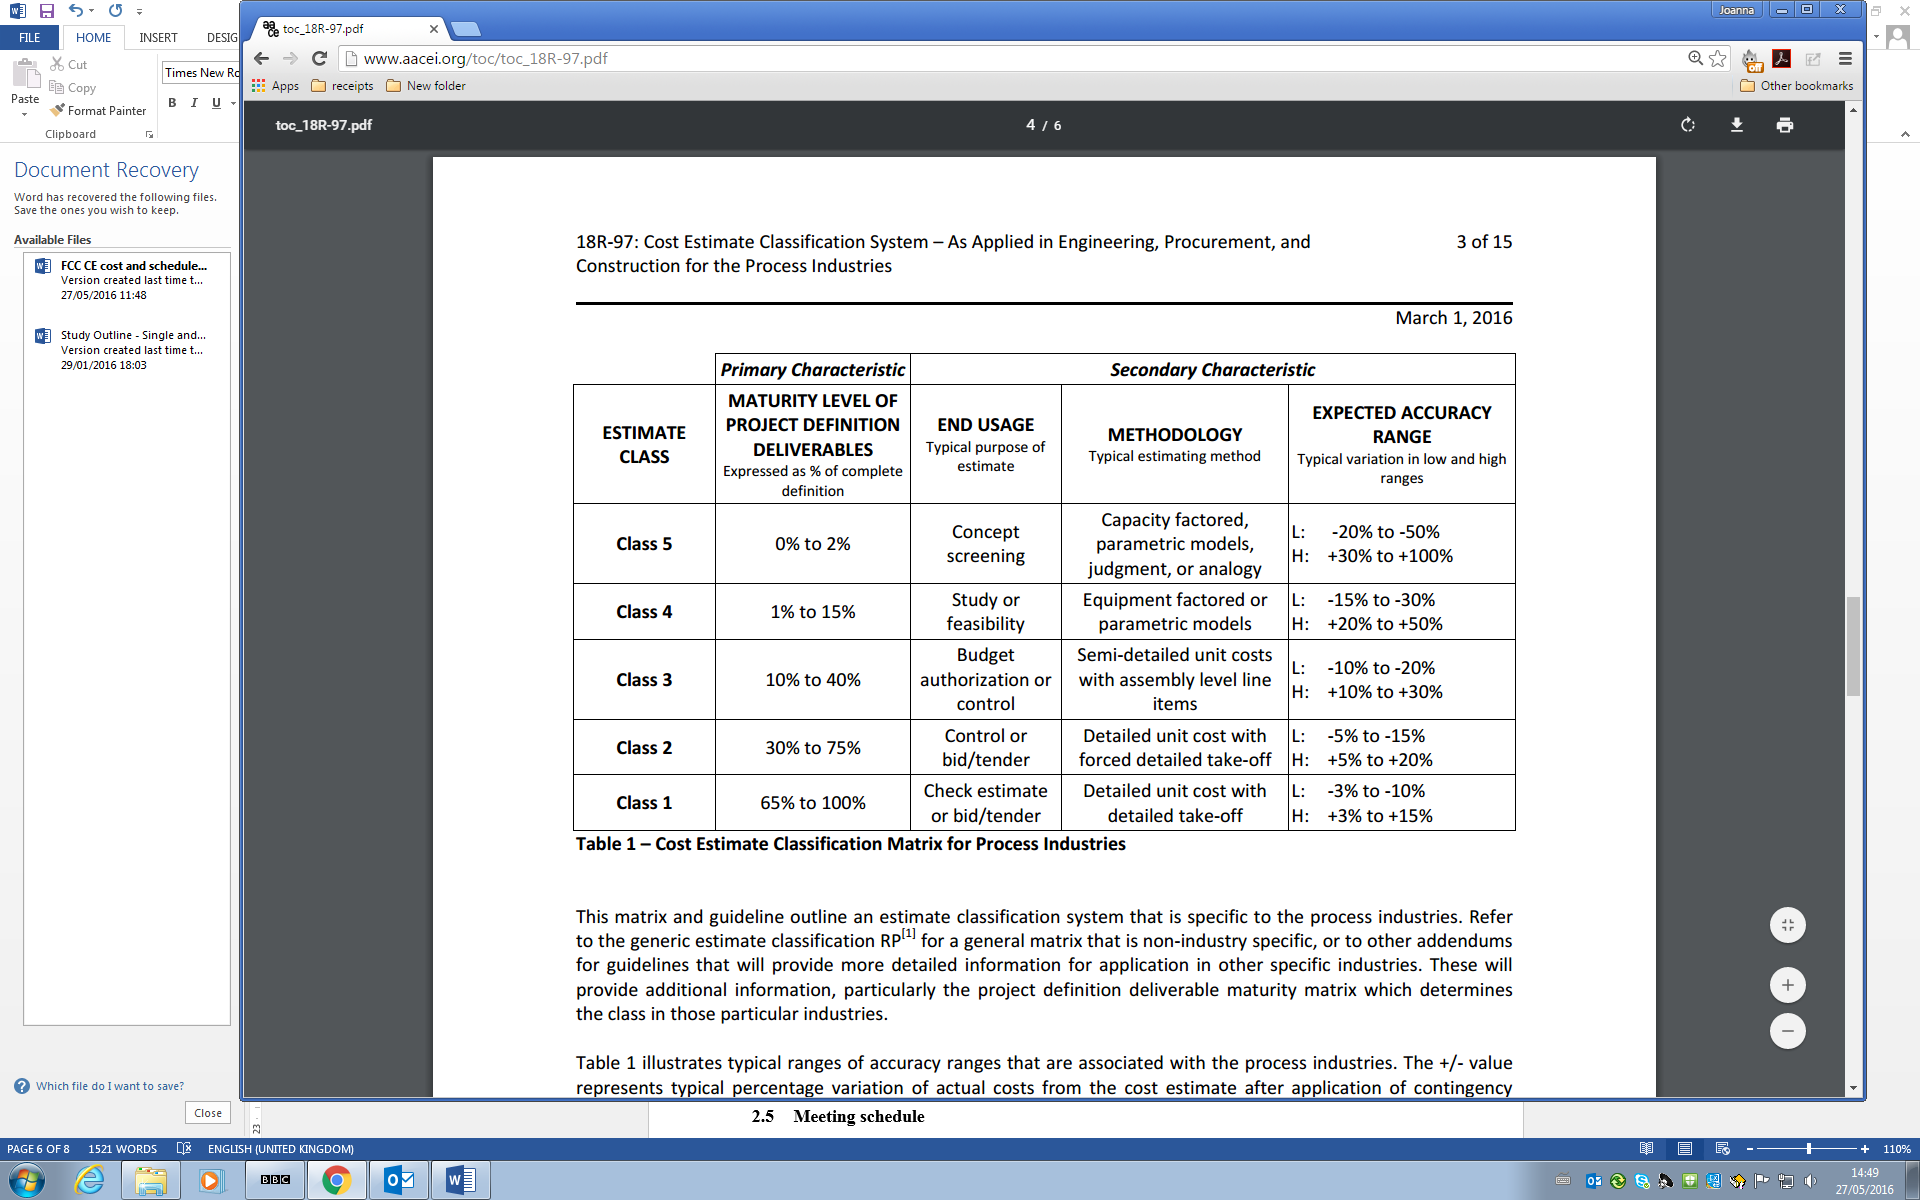 FILE HOME INSERT DESIG
Cut
Copy
Format Painter
Paste
Clipboard
Times New Ro
B I U
Document Recovery
Word has recovered the following files.
Save the ones you wish to keep.
Available Files
FCC CE cost and schedule...
Version created last time t...
27/05/2016 11:48
Study Outline - Single and...
Version created last time t...
29/01/2016 18:03
Which file do I want to save?
Close
Joanna
toc_18R-97.pdf
www.aacei.org/toc/toc_18R-97.pdf
off
Apps receipts New folder Other bookmarks
toc_18R-97.pdf 4 / 6
18R-97: Cost Estimate Classification System – As Applied in Engineering, Procurement, and 3 of 15
Construction for the Process Industries
March 1, 2016
Primary Characteristic Secondary Characteristic
ESTIMATE
CLASS
MATURITY LEVEL OF
PROJECT DEFINITION
DELIVERABLES
Expressed as % of complete
definition
END USAGE
Typical purpose of
estimate
METHODOLOGY
Typical estimating method
EXPECTED ACCURACY
RANGE
Typical variation in low and high
ranges
Class 5
0% to 2%
Concept
screening
Capacity factored,
parametric models,
judgment, or analogy
L: -20% to -50%
H: +30% to +100%
Class 4
1% to 15%
Study or
feasibility
Equipment factored or
parametric models
L: -15% to -30%
H: +20% to +50%
Class 3
10% to 40%
Budget
authorization or
control
Semi-detailed unit costs
with assembly level line
items
L: -10% to -20%
H: +10% to +30%
Class 2
30% to 75%
Control or
bid/tender
Detailed unit cost with
forced detailed take-off
L: -5% to -15%
H: +5% to +20%
Class 1
65% to 100%
Check estimate
or bid/tender
Detailed unit cost with
detailed take-off
L: -3% to -10%
H: +3% to +15%
Table 1 – Cost Estimate Classification Matrix for Process Industries
This matrix and guideline outline an estimate classification system that is specific to the process industries. Refer
to the generic estimate classification RP[1] for a general matrix that is non-industry specific, or to other addendums
for guidelines that will provide more detailed information for application in other specific industries. These will
provide additional information, particularly the project definition deliverable maturity matrix which determines
the class in those particular industries.
Table 1 illustrates typical ranges of accuracy ranges that are associated with the process industries. The +/- value
represents typical percentage variation of actual costs from the cost estimate after application of contingency
23
2.5 Meeting schedule
PAGE 6 OF 8 1521 WORDS ENGLISH (UNITED KINGDOM) 110%
BBC
14:49
27/05/2016